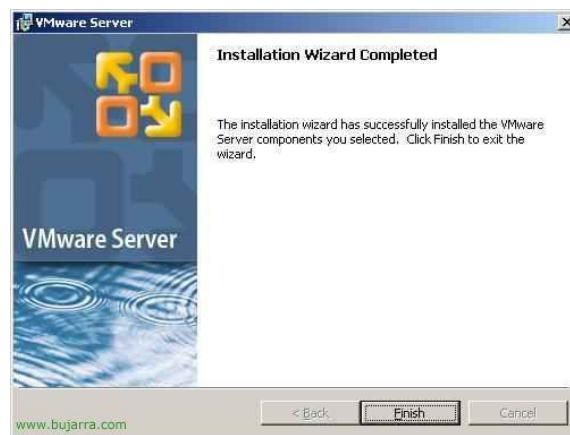 VMware Server
Installation Wizard Completed
The installation wizard has successfully installed the VMware
Server components you selected. Click Finish to exit the
wizard.
VMware Server
www.bujarra.com
< Back
Finish
Cancel